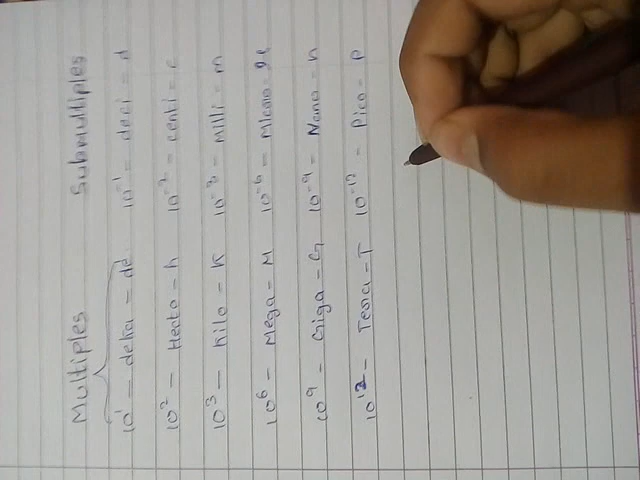 Multiples Submultiples
10¹ – deka – de 10⁻¹ – deci = d
10² – Hecto – h 10⁻² – centi – c
10³ – Kilo – K 10⁻³ – milli – m
10⁶ – Mega – M 10⁻⁶ – Micro –
10⁹ – Giga – G 10⁻⁹ – Nano – n
10¹² – Tera – T 10⁻¹² – Pico – P